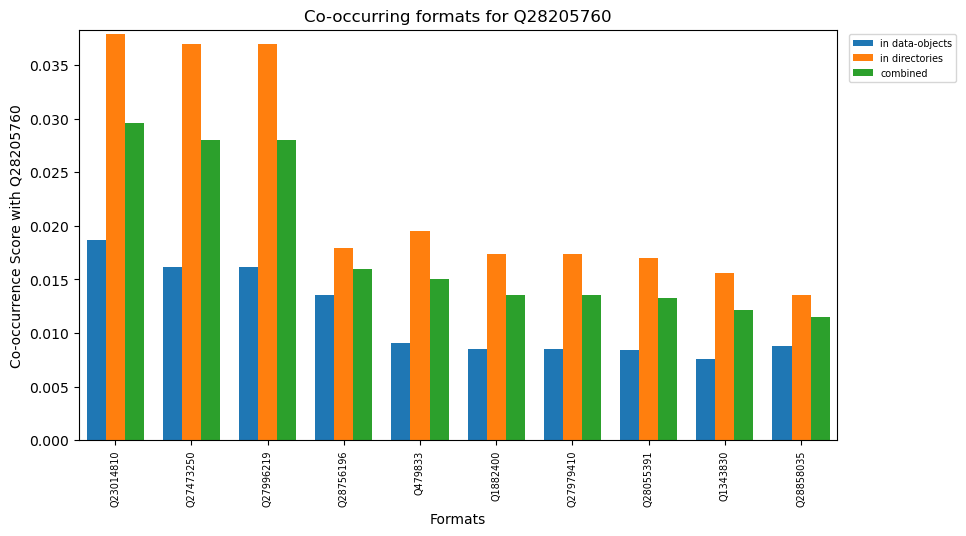 Co-occurring formats for Q28205760
in data-objects
in directories
combined
Co-occurrence Score with Q28205760
0.035
0.030
0.025
0.020
0.015
0.010
0.005
0.000
Q23014810
Q27473250
Q27996219
Q28756196
Q479833
Q1882400
Q27979410
Q28055391
Q1343830
Q28858035
Formats